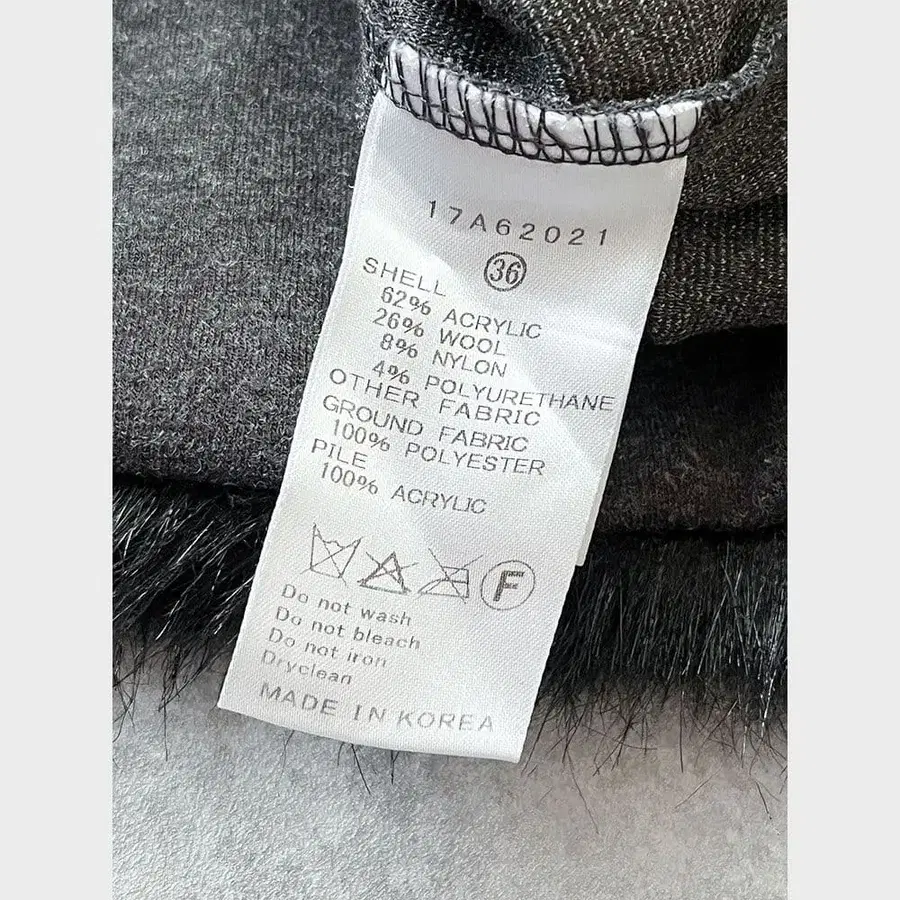 17A62021
36
SHELL
62% ACRYLIC
26% WOOL
8% NYLON
4% POLYURETHANE
OTHER FABRIC
GROUND FABRIC
100% POLYESTER
PILE
100% ACRYLIC
F
Do not wash
Do not bleach
Do not iron
Dryclean
MADE IN KOREA